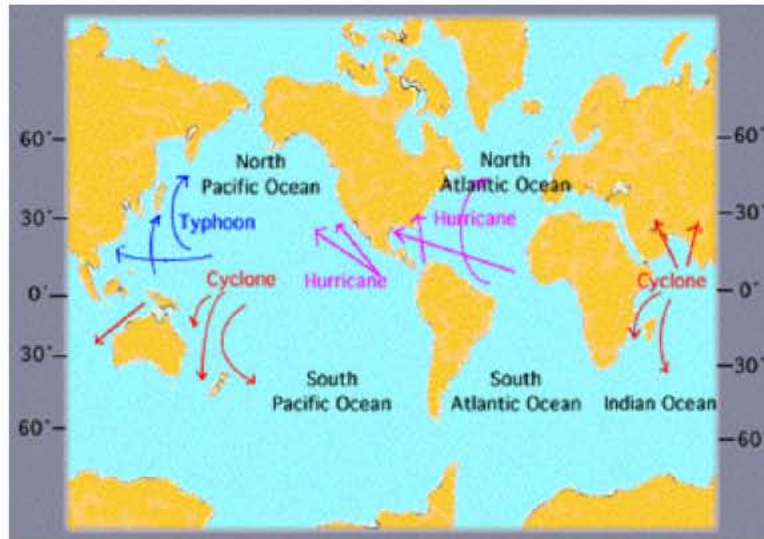 60°
60°
North
Pacific Ocean
North
Atlantic Ocean
30°
Typhoon
Hurricane
30°
0°
Cyclone
Hurricane
Cyclone
0°
30°
30°
South
Pacific Ocean
South
Atlantic Ocean
Indian Ocean
60°
60°